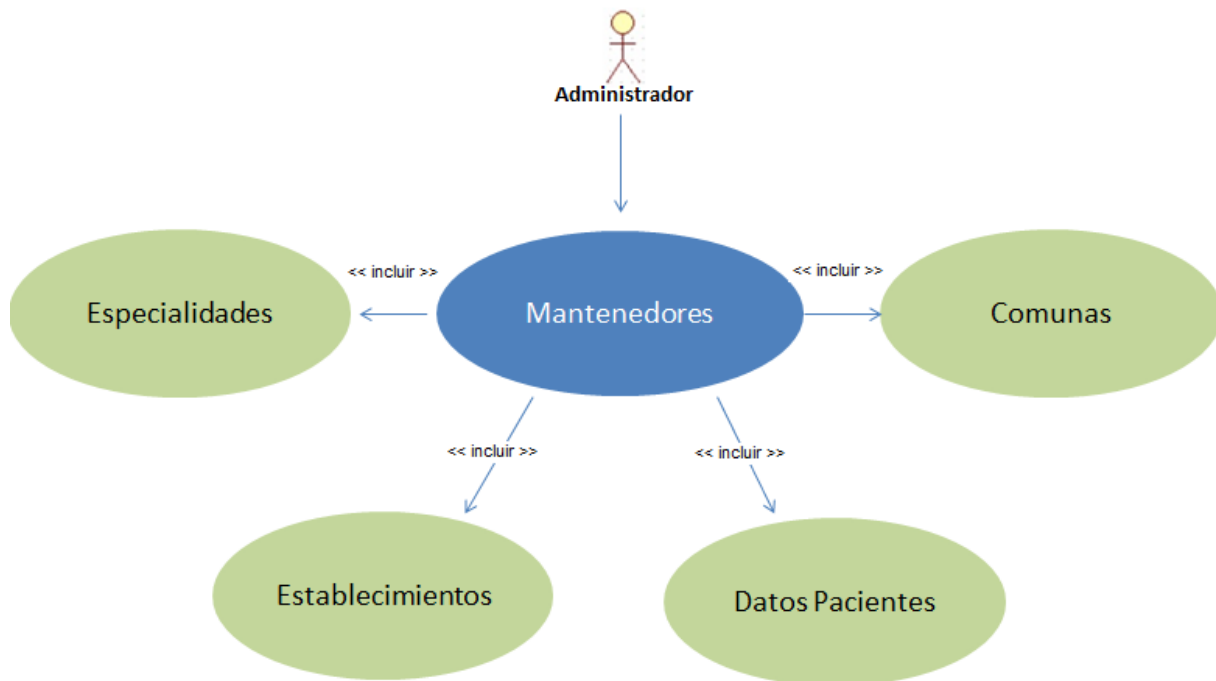 Administrador
<< incluir >>
<< incluir >>
Especialidades
Mantenedores
Comunas
<< incluir >>
<< incluir >>
Establecimientos
Datos Pacientes